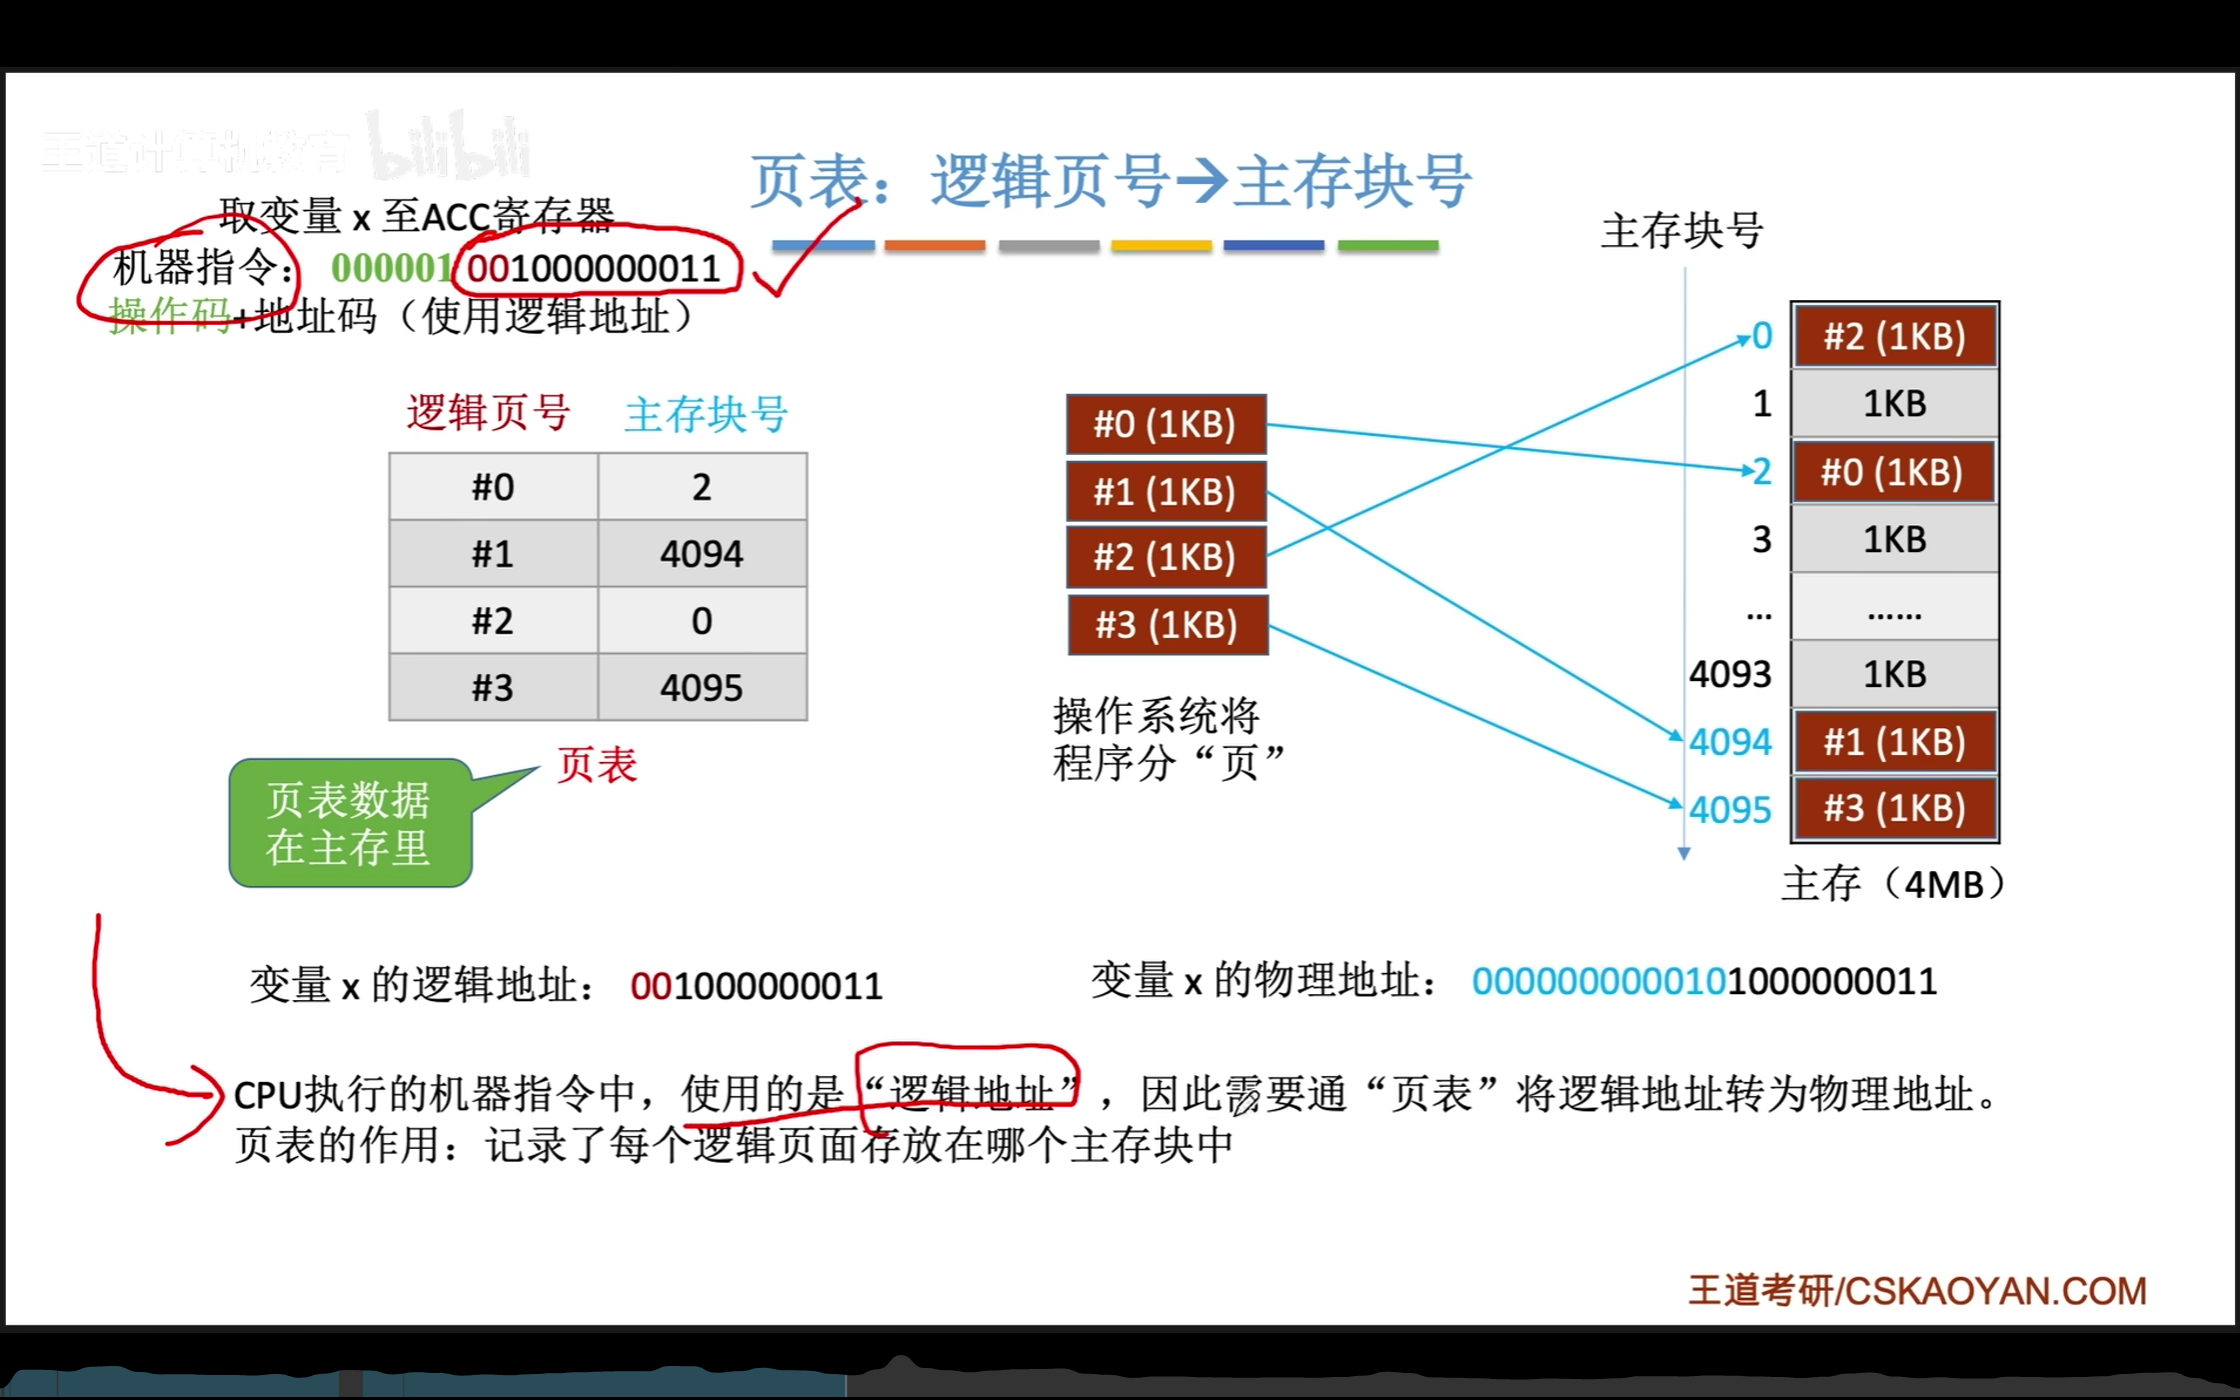 王道计算机教育 bilibili
页表：逻辑页号→主存块号
取变量 x 至ACC寄存器
机器指令： 000001 001000000011
操作码+地址码（使用逻辑地址）
逻辑页号 主存块号
#0 2
#1 4094
#2 0
#3 4095
页表
页表数据
在主存里
#0 (1KB)
#1 (1KB)
#2 (1KB)
#3 (1KB)
操作系统将
程序分“页”
主存块号
0 #2 (1KB)
1 1KB
2 #0 (1KB)
3 1KB
... ......
4093 1KB
4094 #1 (1KB)
4095 #3 (1KB)
主存（4MB）
变量 x 的逻辑地址： 001000000011
变量 x 的物理地址： 0000000000101000000011
CPU执行的机器指令中，使用的是“逻辑地址”，因此需要通“页表”将逻辑地址转为物理地址。
页表的作用：记录了每个逻辑页面存放在哪个主存块中
王道考研/CSKAOYAN.COM